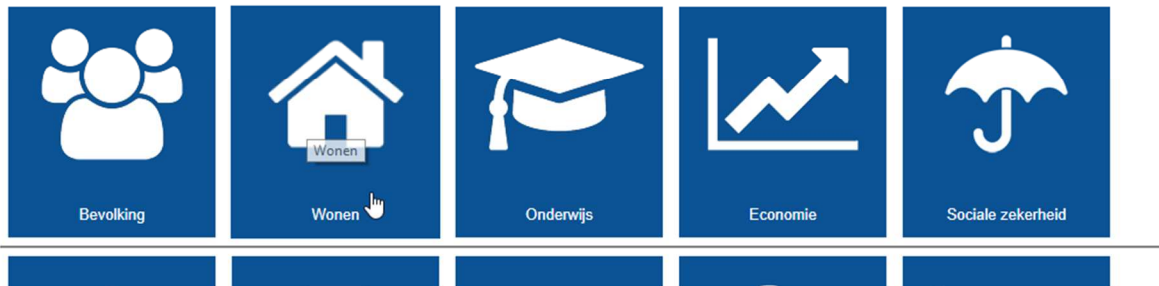 Wonen
Bevolking
Wonen
Onderwijs
Economie
Sociale zekerheid